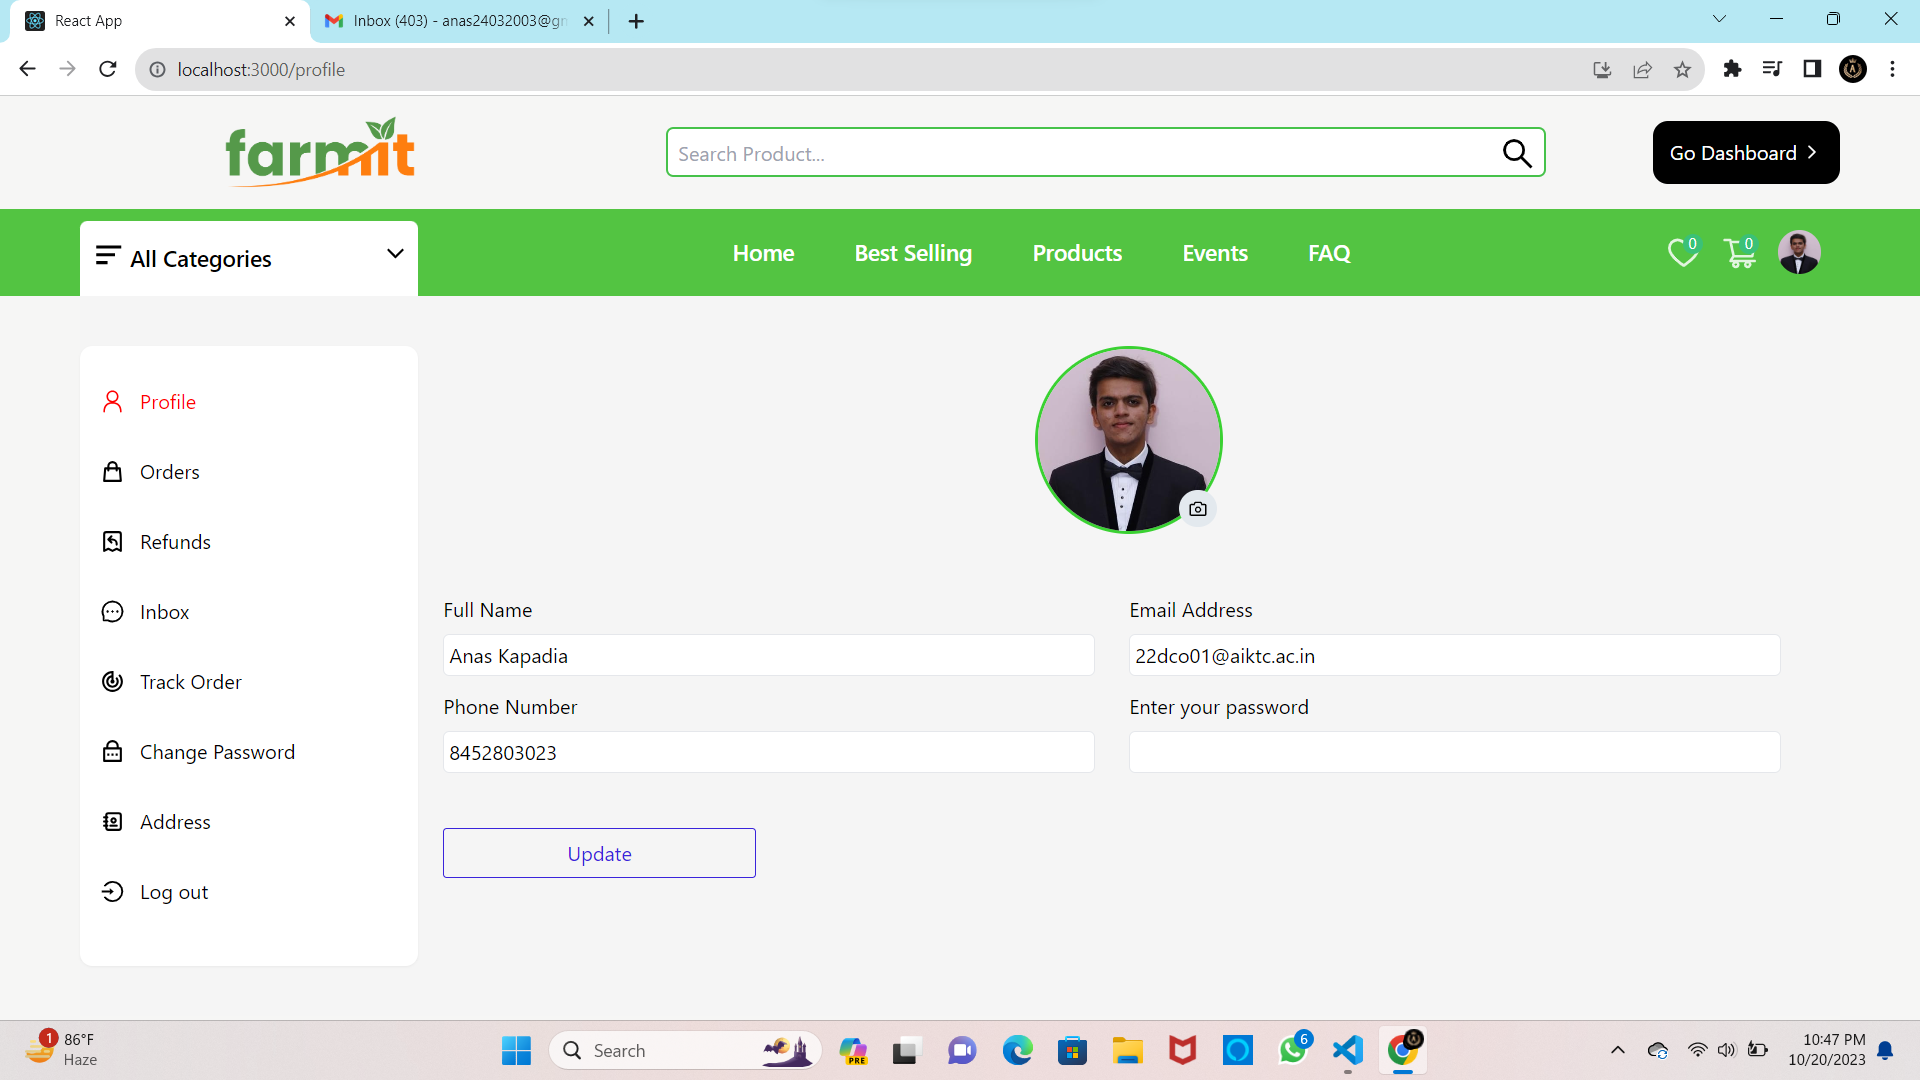 React App
Inbox (403) - anas24032003@gm
localhost:3000/profile
farmit
Search Product...
Go Dashboard
All Categories
Home
Best Selling
Products
Events
FAQ
0
0
Profile
Orders
Refunds
Inbox
Track Order
Change Password
Address
Log out
Full Name
Anas Kapadia
Email Address
22dco01@aiktc.ac.in
Phone Number
8452803023
Enter your password
Update
1
86°F
Haze
Search
PRE
6
10:47 PM
10/20/2023